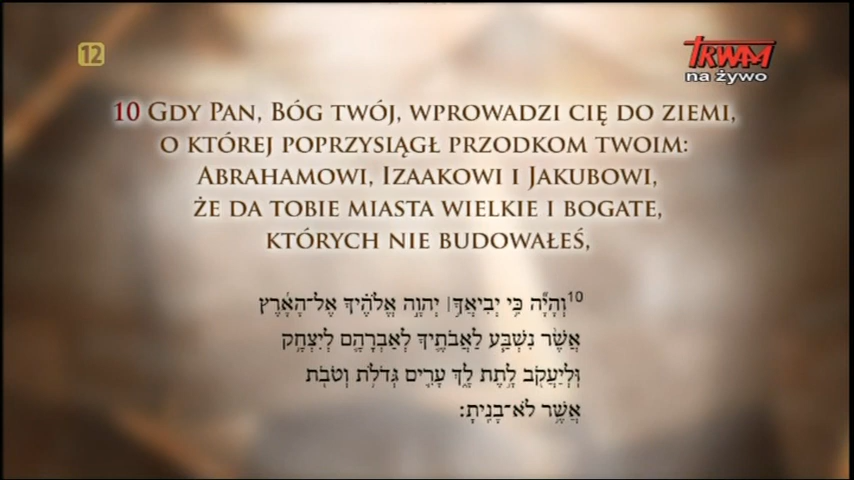 12
TRWAM
na żywo
10 Gdy Pan, Bóg twój, wprowadzi cię do ziemi,
o której poprzysiągł przodkom twoim:
Abrahamowi, Izaakowi i Jakubowi,
że da tobie miasta wielkie i bogate,
których nie budowałeś,
10 וְהָיָ֞ה כִּ֥י יְבִיאֲךָ֣׀ יְהוָ֣ה אֱלֹהֶ֗יךָ אֶל־הָאָ֜רֶץ
אֲשֶׁ֨ר נִשְׁבַּ֧ע לַאֲבֹתֶ֛יךָ לְאַבְרָהָ֛ם לְיִצְחָ֥ק
וּֽלְיַעֲקֹ֖ב לָ֣תֶת לָ֑ךְ עָרִ֛ים גְּדֹלֹ֥ת וְטֹבֹ֖ת
אֲשֶׁ֥ר לֹא־בָנִֽיתָ׃